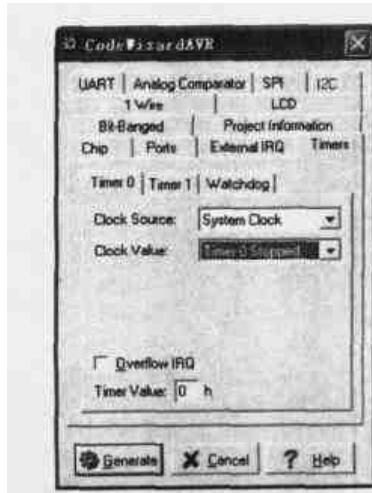 CodeWizardAVR
UART Analog Comparator SPI I2C
1 Wire LCD
Bit-Banged Project Information
Chip Ports External IRQ Timers
Timer 0 Timer 1 Watchdog
Clock Source: System Clock
Clock Value: Timer 0 Stopped
Overflow IRQ
Timer Value: 0 h
Generate Cancel ? Help